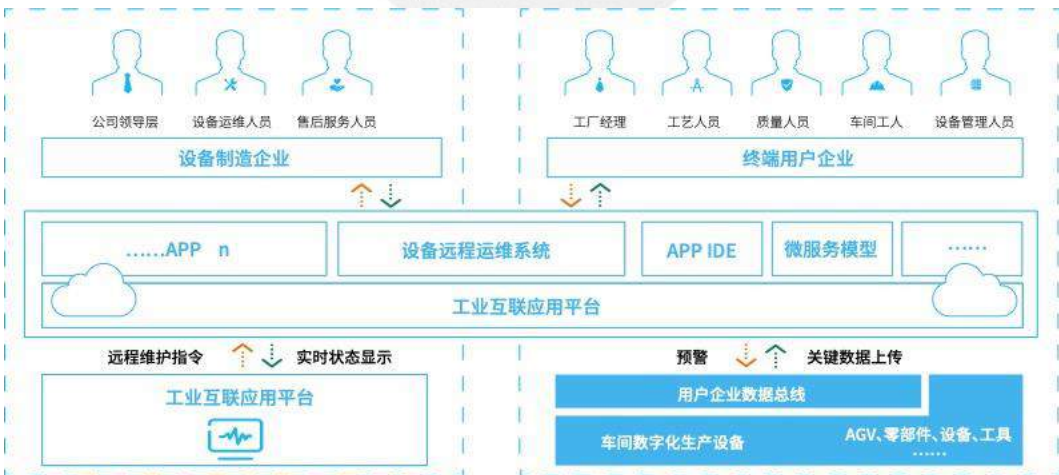 公司领导层 设备运维人员 售后服务人员 工厂经理 工艺人员 质量人员 车间工人 设备管理人员
设备制造企业 终端用户企业
……APP n 设备远程运维系统 APP IDE 微服务模型 ……
工业互联应用平台
远程维护指令 实时状态显示 预警 关键数据上传
工业互联应用平台 用户企业数据总线
车间数字化生产设备 AGV、零部件、设备、工具
……